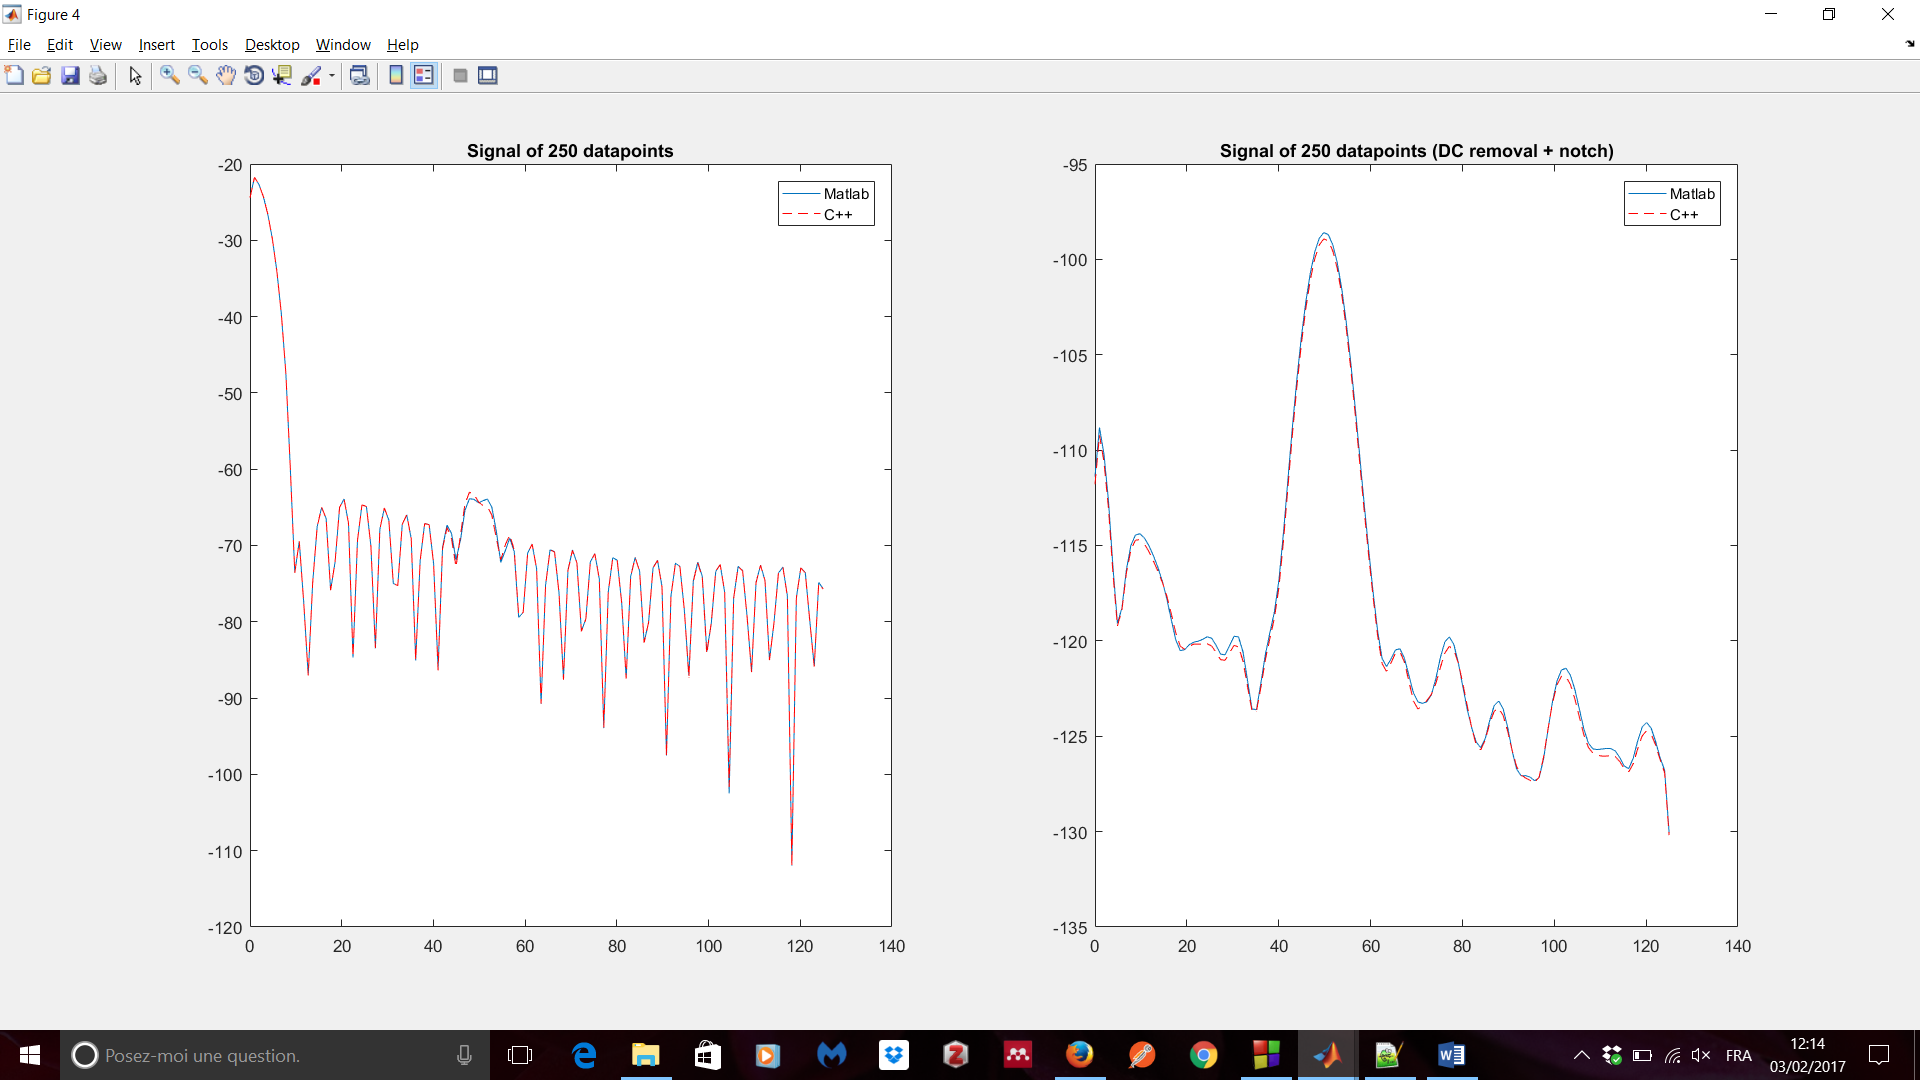 Figure 4
File Edit View Insert Tools Desktop Window Help
Signal of 250 datapoints
-20
-30
-40
-50
-60
-70
-80
-90
-100
-110
-120
0 20 40 60 80 100 120 140
Matlab
C++
Signal of 250 datapoints (DC removal + notch)
-95
-100
-105
-110
-115
-120
-125
-130
-135
0 20 40 60 80 100 120 140
Matlab
C++
Posez-moi une question.
FRA
12:14
03/02/2017